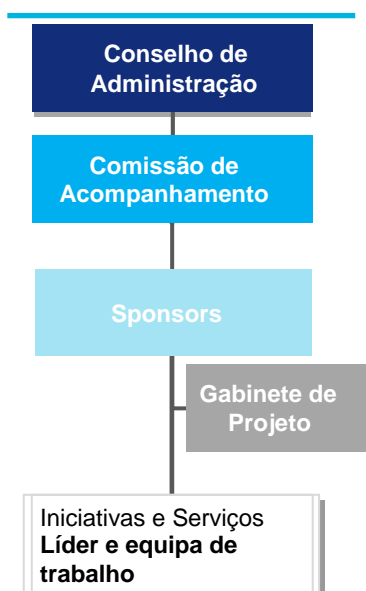 Conselho de
Administração
Comissão de
Acompanhamento
Sponsors
Gabinete de
Projeto
Iniciativas e Serviços
Líder e equipa de
trabalho